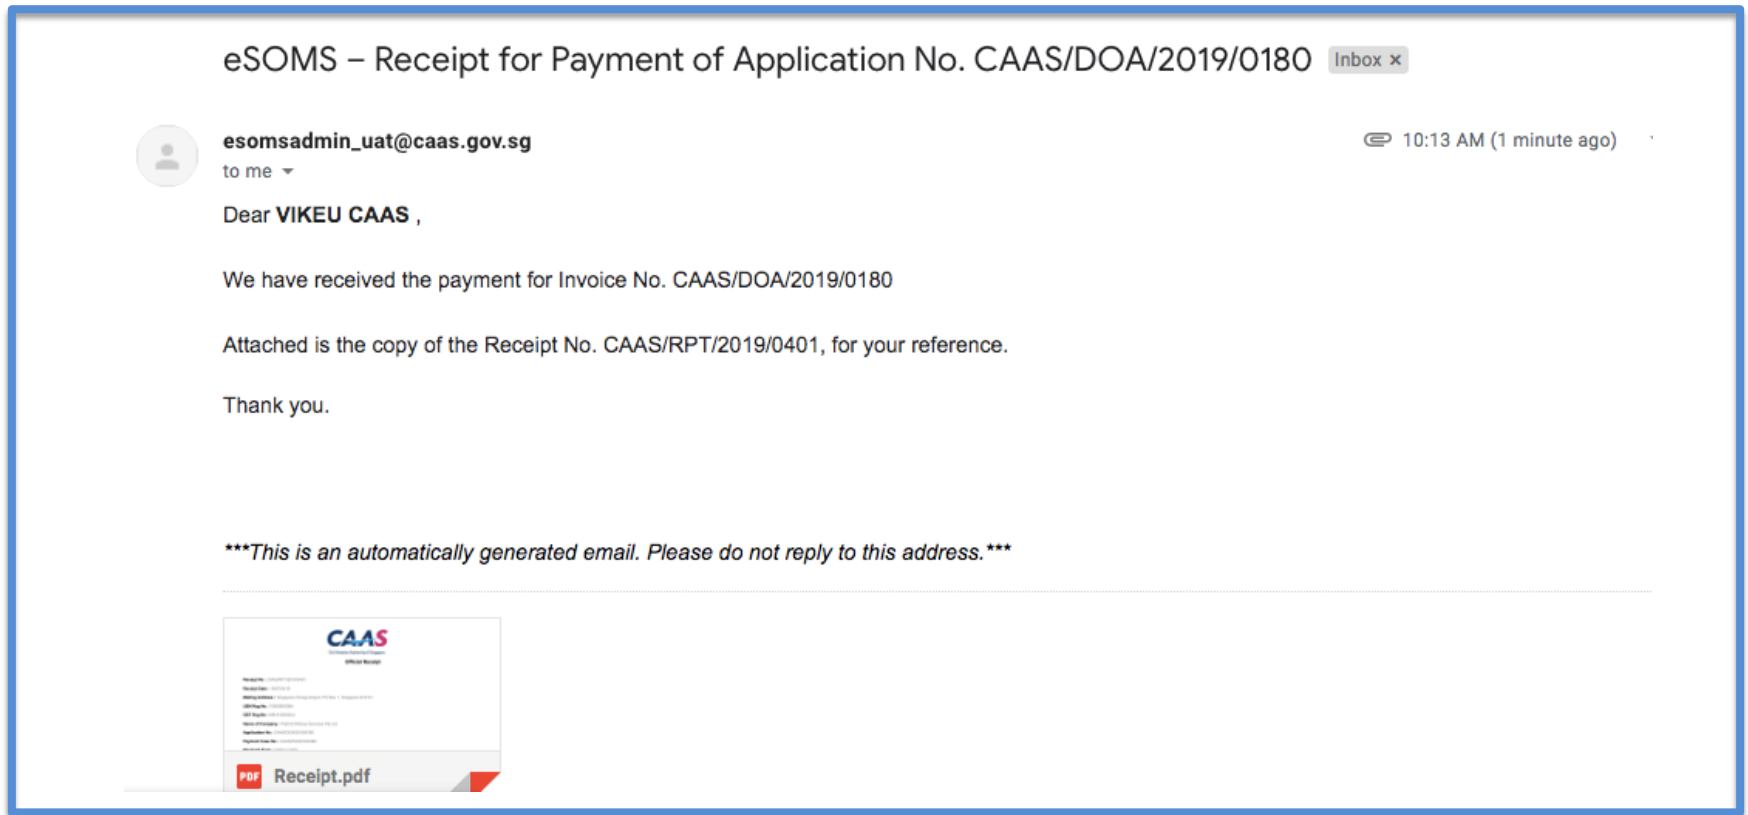 eSOMS – Receipt for Payment of Application No. CAAS/DOA/2019/0180 Inbox ×
esomsadmin_uat@caas.gov.sg
10:13 AM (1 minute ago)
to me
Dear VIKEU CAAS ,
We have received the payment for Invoice No. CAAS/DOA/2019/0180
Attached is the copy of the Receipt No. CAAS/RPT/2019/0401, for your reference.
Thank you.
***This is an automatically generated email. Please do not reply to this address.***
CAAS
Official Receipt
PDF Receipt.pdf